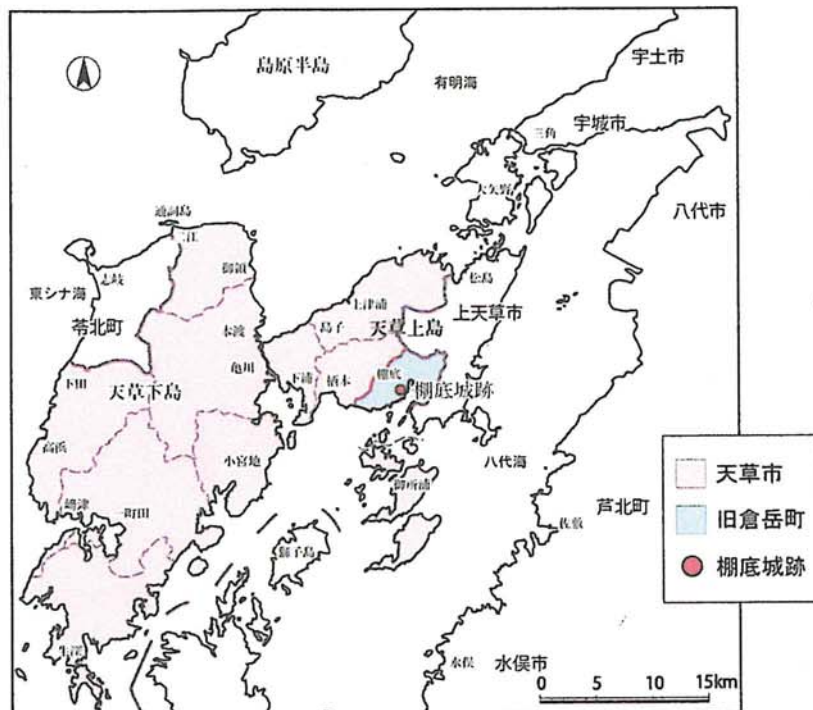 島原半島
有明海
宇土市
宇城市
三角
大矢野
八代市
通詞島
二江
御領
志岐
東シナ海
苓北町
松島
上津浦
島子
天草上島
上天草市
本渡
亀川
下田
天草下島
下浦
栖本
棚底
棚底城跡
高浜
小宮地
八代海
御所浦
天草市
旧倉岳町
棚底城跡
芦北町
佐敷
崎津
一町田
獅子島
牛深
水俣
水俣市
0 5 10 15km